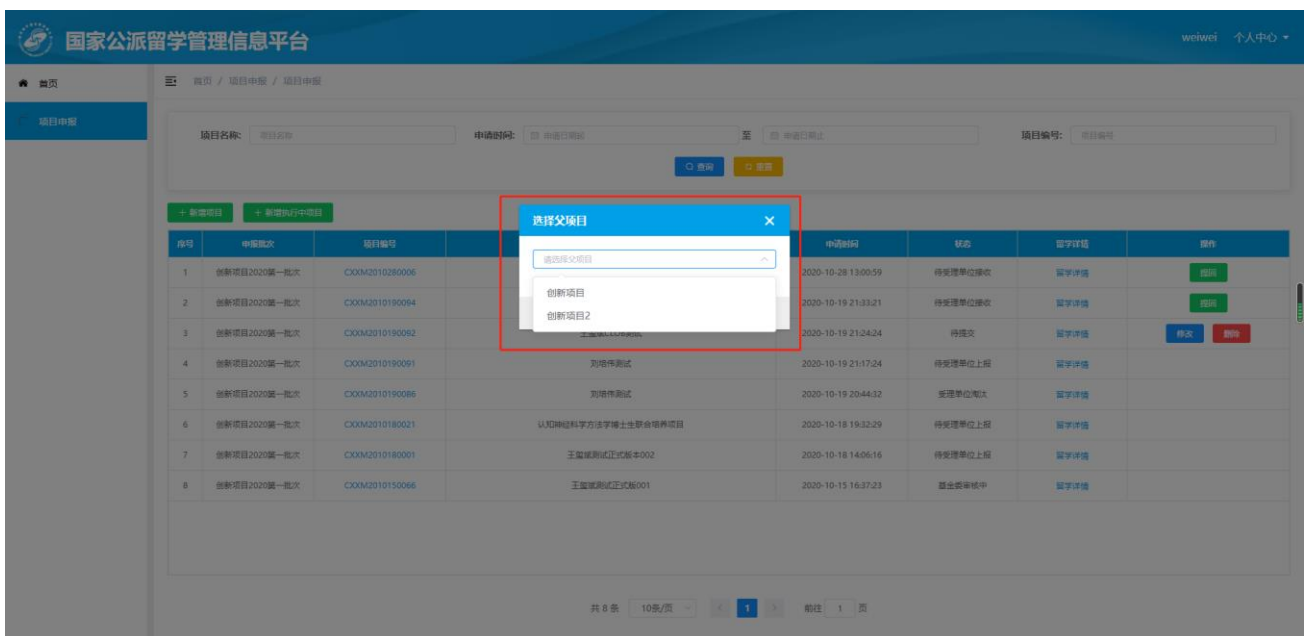 国家公派留学管理信息平台
weiwei 个人中心
首页
首页 / 项目申报 / 项目申报
项目申报
项目名称: 项目名称 申请时间: 申请日期起 至 申请日期止 项目编号: 项目编号
查询 重置
+ 新增项目 + 新增执行中项目
选择父项目 ×
请选择父项目
创新项目
创新项目2
序号 申报批次 项目编号 申请时间 状态 留学详情 操作
1 创新项目2020第一批次 CXXM2010280006 2020-10-28 13:00:59 待受理单位接收 留学详情 撤回
2 创新项目2020第一批次 CXXM2010190094 2020-10-19 21:33:21 待受理单位接收 留学详情 撤回
3 创新项目2020第一批次 CXXM2010190092 2020-10-19 21:24:24 待提交 留学详情 修改 删除
4 创新项目2020第一批次 CXXM2010190091 刘培伟测试 2020-10-19 21:17:24 待受理单位上报 留学详情
5 创新项目2020第一批次 CXXM2010190086 刘培伟测试 2020-10-19 20:44:32 受理单位淘汰 留学详情
6 创新项目2020第一批次 CXXM2010180021 认知神经科学方法学博士生联合培养项目 2020-10-18 19:32:29 待受理单位上报 留学详情
7 创新项目2020第一批次 CXXM2010180001 测试正式版本002 2020-10-18 14:06:16 待受理单位上报 留学详情
8 创新项目2020第一批次 CXXM2010150066 测试正式版001 2020-10-15 16:37:23 基金委审核中 留学详情
共 8 条 10条/页 < 1 > 前往 1 页